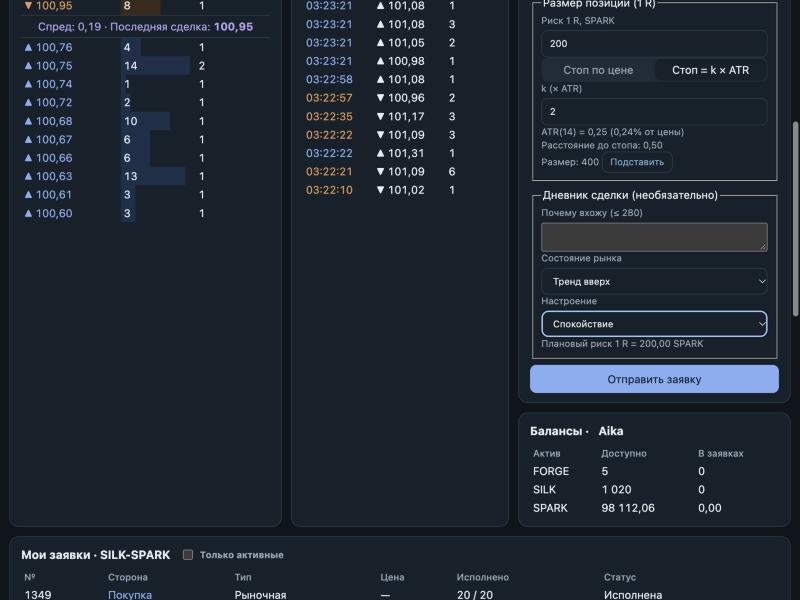 ▼ 100,95 8 1
Спред: 0,19 · Последняя сделка: 100,95
▲ 100,76 4 1
▲ 100,75 14 2
▲ 100,74 1 1
▲ 100,72 2 1
▲ 100,68 10 1
▲ 100,67 6 1
▲ 100,66 6 1
▲ 100,63 13 1
▲ 100,61 3 1
▲ 100,60 3 1
03:23:21 ▲ 101,08 1
03:23:21 ▲ 101,08 3
03:23:21 ▲ 101,05 2
03:23:21 ▲ 100,98 1
03:22:58 ▲ 101,08 1
03:22:57 ▼ 100,96 2
03:22:35 ▼ 101,17 3
03:22:22 ▼ 101,09 3
03:22:22 ▲ 101,31 1
03:22:21 ▼ 101,09 6
03:22:10 ▼ 101,02 1
Размер позиции (1 R)
Риск 1 R, SPARK
200
Стоп по цене Стоп = k × ATR
k (× ATR)
2
ATR(14) = 0,25 (0,24% от цены)
Расстояние до стопа: 0,50
Размер: 400 Подставить
Дневник сделки (необязательно)
Почему вхожу (≤ 280)
Состояние рынка
Тренд вверх
Настроение
Спокойствие
Плановый риск 1 R = 200,00 SPARK
Отправить заявку
Балансы · Aika
Актив Доступно В заявках
FORGE 5 0
SILK 1 020 0
SPARK 98 112,06 0,00
Мои заявки · SILK-SPARK Только активные
№ Сторона Тип Цена Исполнено Статус
1349 Покупка Рыночная — 20 / 20 Исполнена